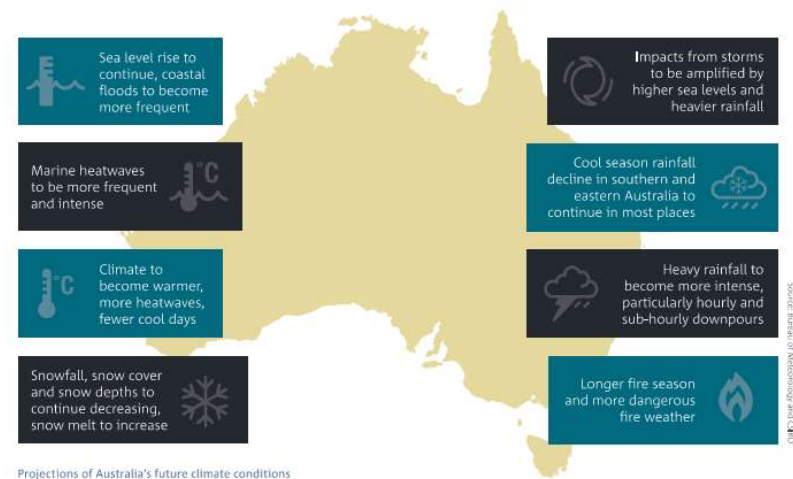 Sea level rise to
continue, coastal
floods to become
more frequent
Marine heatwaves
to be more frequent
and intense
°C
°C
Climate to
become warmer,
more heatwaves,
fewer cool days
Snowfall, snow cover
and snow depths to
continue decreasing,
snow melt to increase
Impacts from storms
to be amplified by
higher sea levels and
heavier rainfall
Cool season rainfall
decline in southern and
eastern Australia to
continue in most places
Heavy rainfall to
become more intense,
particularly hourly and
sub-hourly downpours
Longer fire season
and more dangerous
fire weather
Source: Bureau of Meteorology and CSIRO
Projections of Australia's future climate conditions